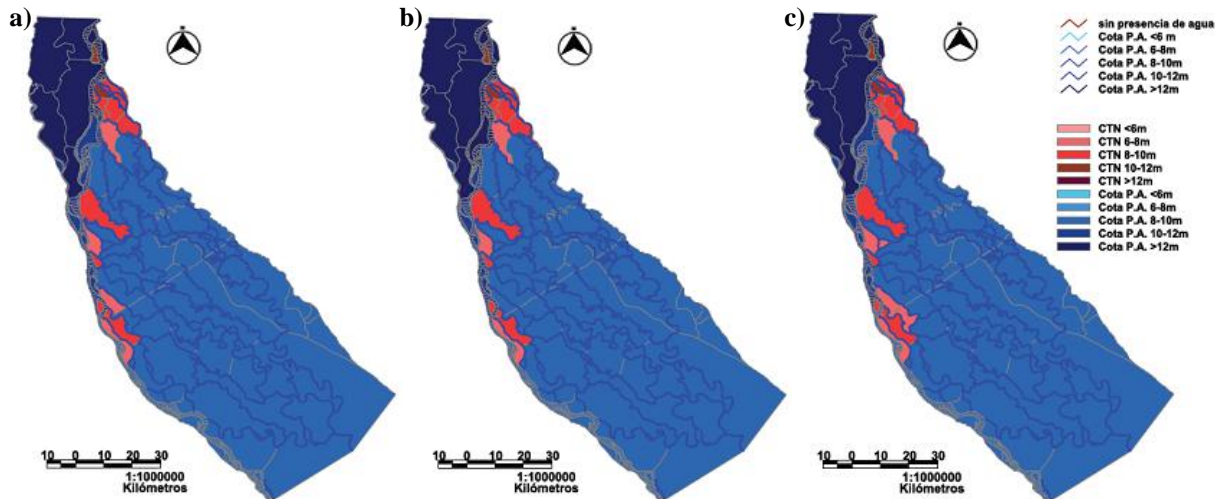 a)
b)
c)
sin presencia de agua
Cota P.A. <6 m
Cota P.A. 6-8m
Cota P.A. 8-10m
Cota P.A. 10-12m
Cota P.A. >12m
CTN <6m
CTN 6-8m
CTN 8-10m
CTN 10-12m
CTN >12m
Cota P.A. <6m
Cota P.A. 6-8m
Cota P.A. 8-10m
Cota P.A. 10-12m
Cota P.A. >12m
10 0 10 20 30
1:1000000
Kilómetros
10 0 10 20 30
1:1000000
Kilómetros
10 0 10 20 30
1:1000000
Kilómetros